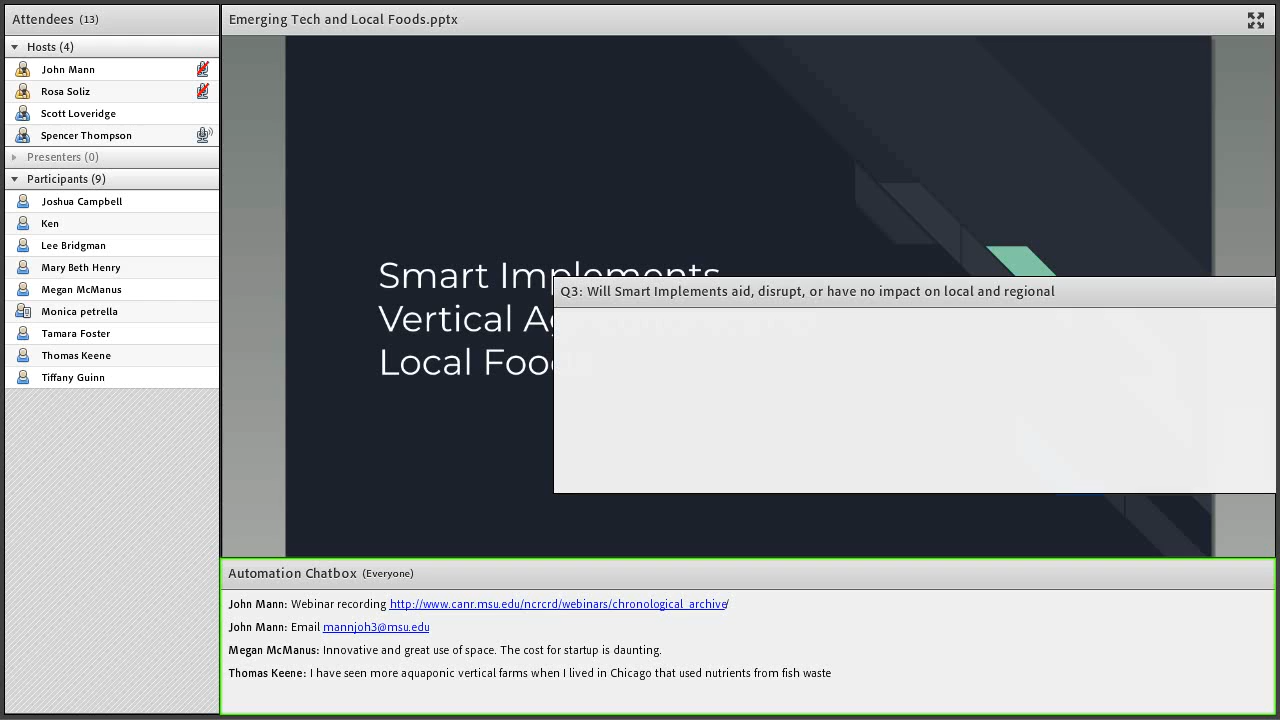 Attendees (13)
Hosts (4)
John Mann
Rosa Soliz
Scott Loveridge
Spencer Thompson
Presenters (0)
Participants (9)
Joshua Campbell
Ken
Lee Bridgman
Mary Beth Henry
Megan McManus
Monica petrella
Tamara Foster
Thomas Keene
Tiffany Guinn
Emerging Tech and Local Foods.pptx
Smart Implements
Vertical
Local
Q3: Will Smart Implements aid, disrupt, or have no impact on local and regional
Automation Chatbox (Everyone)
John Mann: Webinar recording http://www.canr.msu.edu/ncrcrd/webinars/chronological_archive/
John Mann: Email mannjoh3@msu.edu
Megan McManus: Innovative and great use of space. The cost for startup is daunting.
Thomas Keene: I have seen more aquaponic vertical farms when I lived in Chicago that used nutrients from fish waste